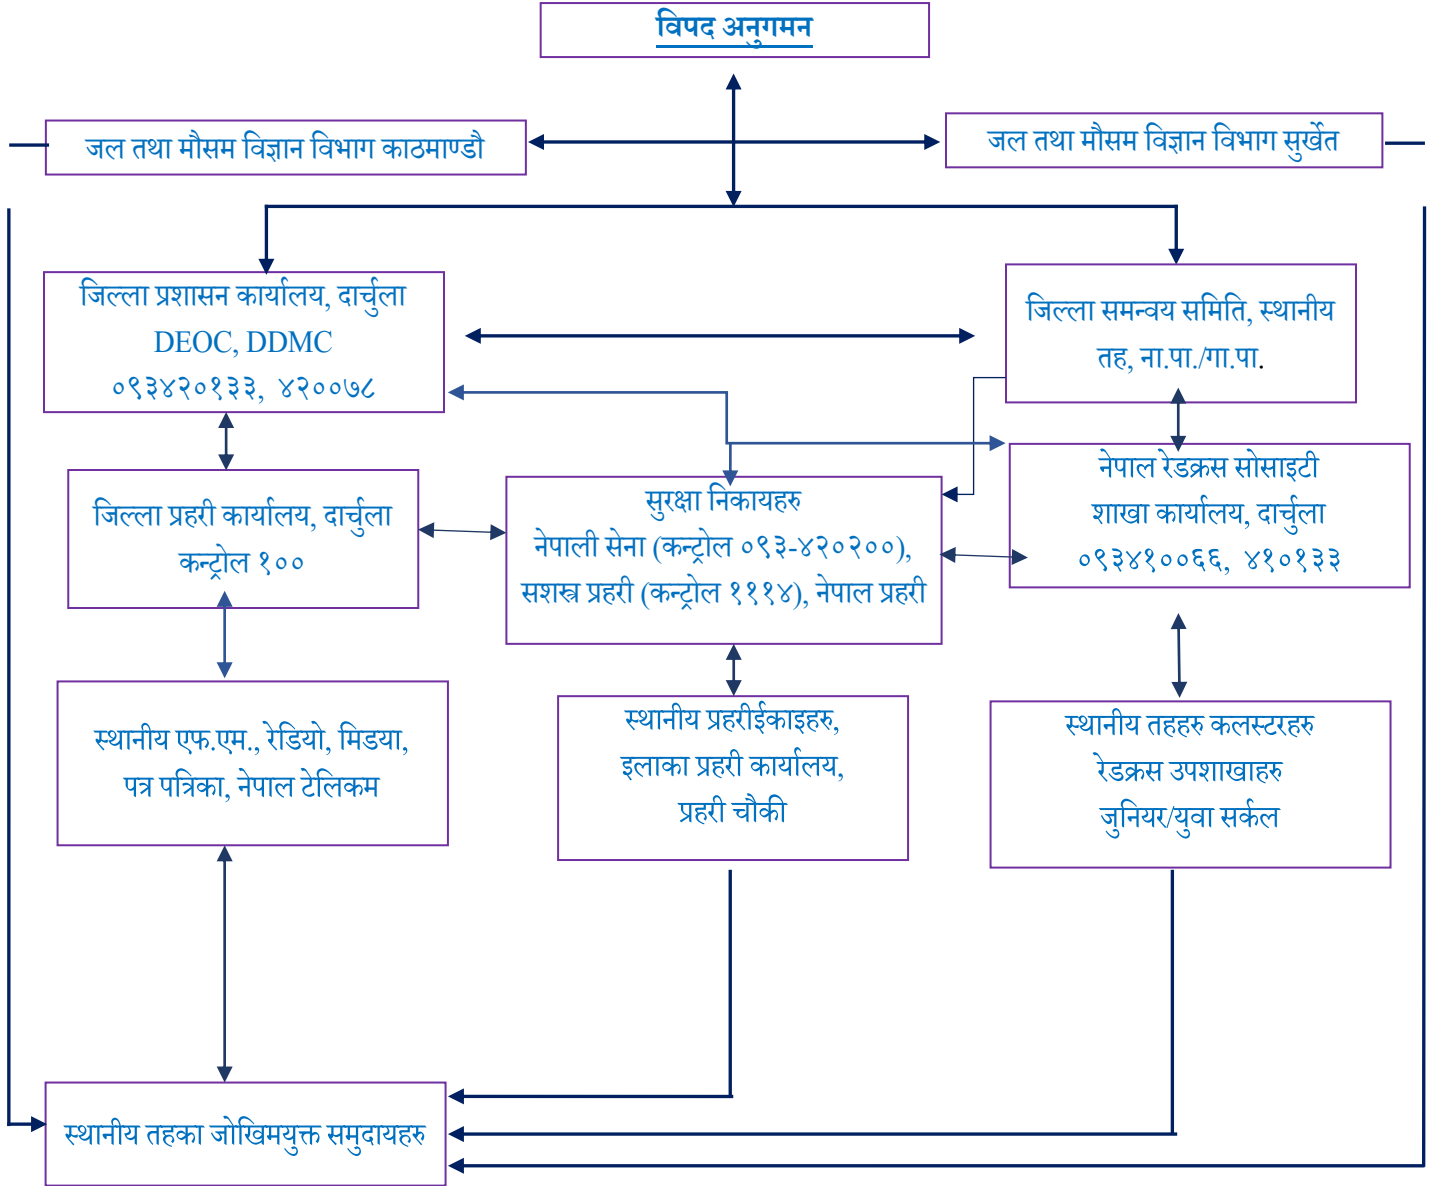 विपद अनुगमन
जल तथा मौसम विज्ञान विभाग काठमाण्डौ
जल तथा मौसम विज्ञान विभाग सुर्खेत
जिल्ला प्रशासन कार्यालय, दार्चुला
DEOC, DDMC
०९३४२०१३३, ४२००७८
जिल्ला समन्वय समिति, स्थानीय
तह, ना.पा./गा.पा.
जिल्ला प्रहरी कार्यालय, दार्चुला
कन्ट्रोल १००
सुरक्षा निकायहरु
नेपाली सेना (कन्ट्रोल ०९३-४२०२००),
सशस्त्र प्रहरी (कन्ट्रोल १११४), नेपाल प्रहरी
नेपाल रेडक्रस सोसाइटी
शाखा कार्यालय, दार्चुला
०९३४१००६६, ४१०१३३
स्थानीय एफ.एम., रेडियो, मिडया,
पत्र पत्रिका, नेपाल टेलिकम
स्थानीय प्रहरीईकाइहरु,
इलाका प्रहरी कार्यालय,
प्रहरी चौकी
स्थानीय तहहरु कलस्टरहरु
रेडक्रस उपशाखाहरु
जुनियर/युवा सर्कल
स्थानीय तहका जोखिमयुक्त समुदायहरु